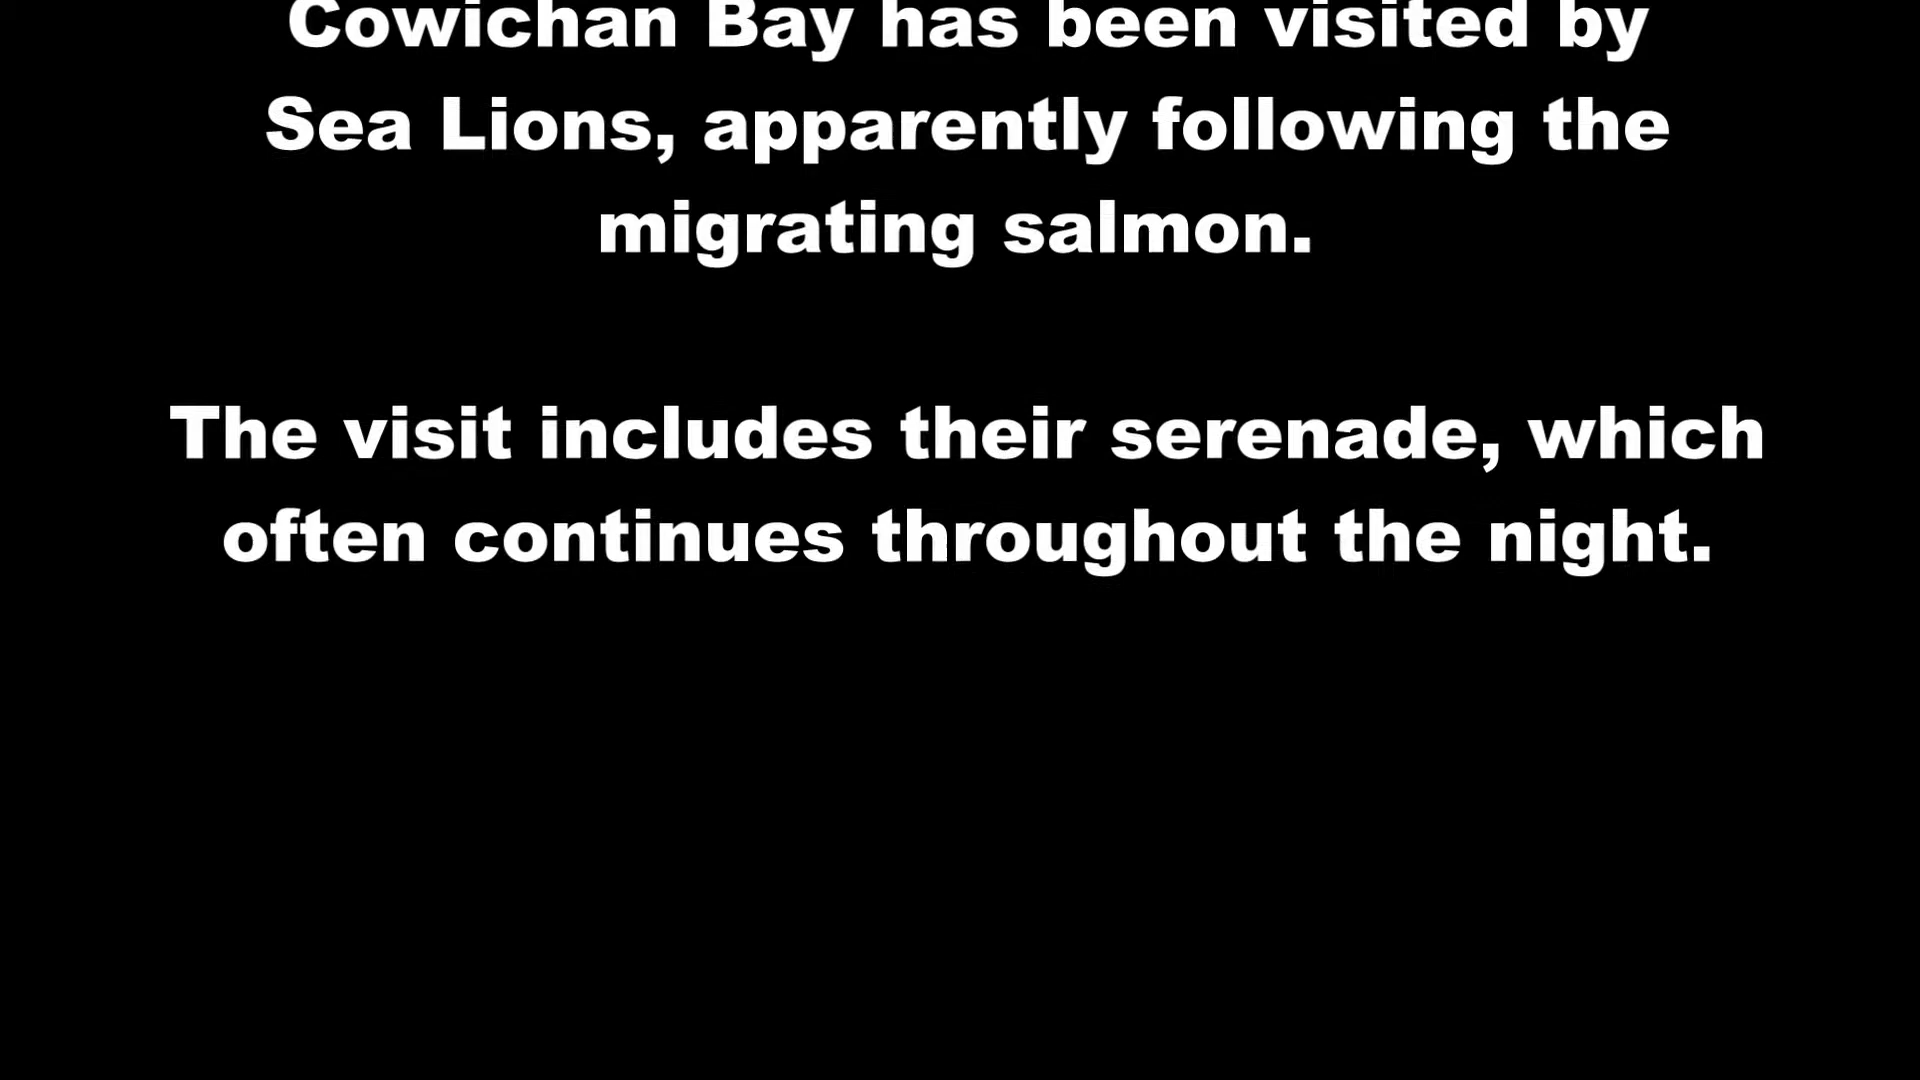 Cowichan Bay has been visited by
Sea Lions, apparently following the
migrating salmon.
The visit includes their serenade, which
often continues throughout the night.